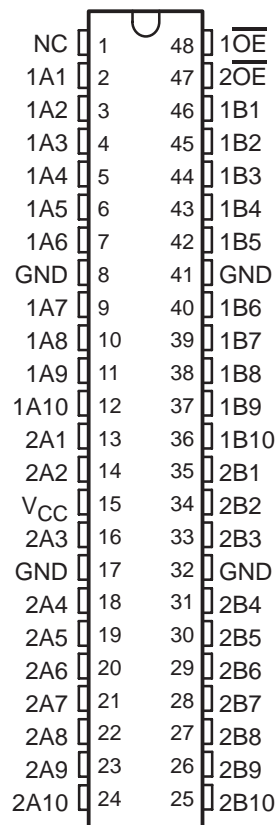 NC 1 48 1O̅E̅
1A1 2 47 2O̅E̅
1A2 3 46 1B1
1A3 4 45 1B2
1A4 5 44 1B3
1A5 6 43 1B4
1A6 7 42 1B5
GND 8 41 GND
1A7 9 40 1B6
1A8 10 39 1B7
1A9 11 38 1B8
1A10 12 37 1B9
2A1 13 36 1B10
2A2 14 35 2B1
VCC 15 34 2B2
2A3 16 33 2B3
GND 17 32 GND
2A4 18 31 2B4
2A5 19 30 2B5
2A6 20 29 2B6
2A7 21 28 2B7
2A8 22 27 2B8
2A9 23 26 2B9
2A10 24 25 2B10